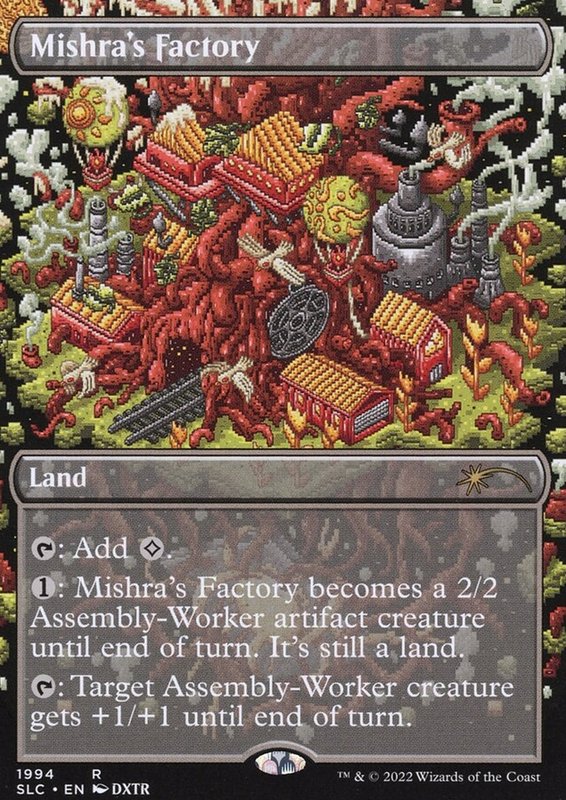 Mishra's Factory
Land
: Add .
1: Mishra's Factory becomes a 2/2
Assembly-Worker artifact creature
until end of turn. It's still a land.
: Target Assembly-Worker creature
gets +1/+1 until end of turn.
1994 R
SLC • EN DXTR
™ & © 2022 Wizards of the Coast